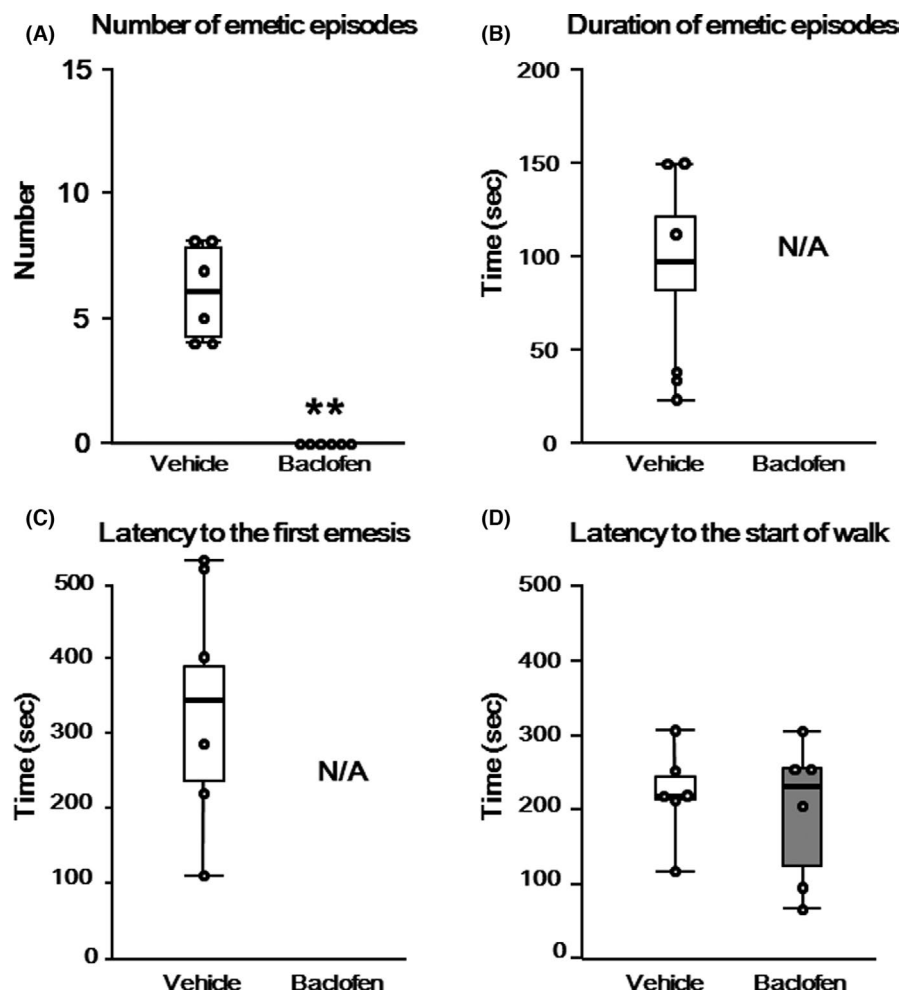 (A) Number of emetic episodes
15
10
5
0
Number
**
Vehicle Baclofen
(B) Duration of emetic episodes
200
150
100
50
0
Time (sec)
N/A
Vehicle Baclofen
(C) Latency to the first emesis
500
400
300
200
100
0
Time (sec)
N/A
Vehicle Baclofen
(D) Latency to the start of walk
500
400
300
200
100
0
Time (sec)
Vehicle Baclofen